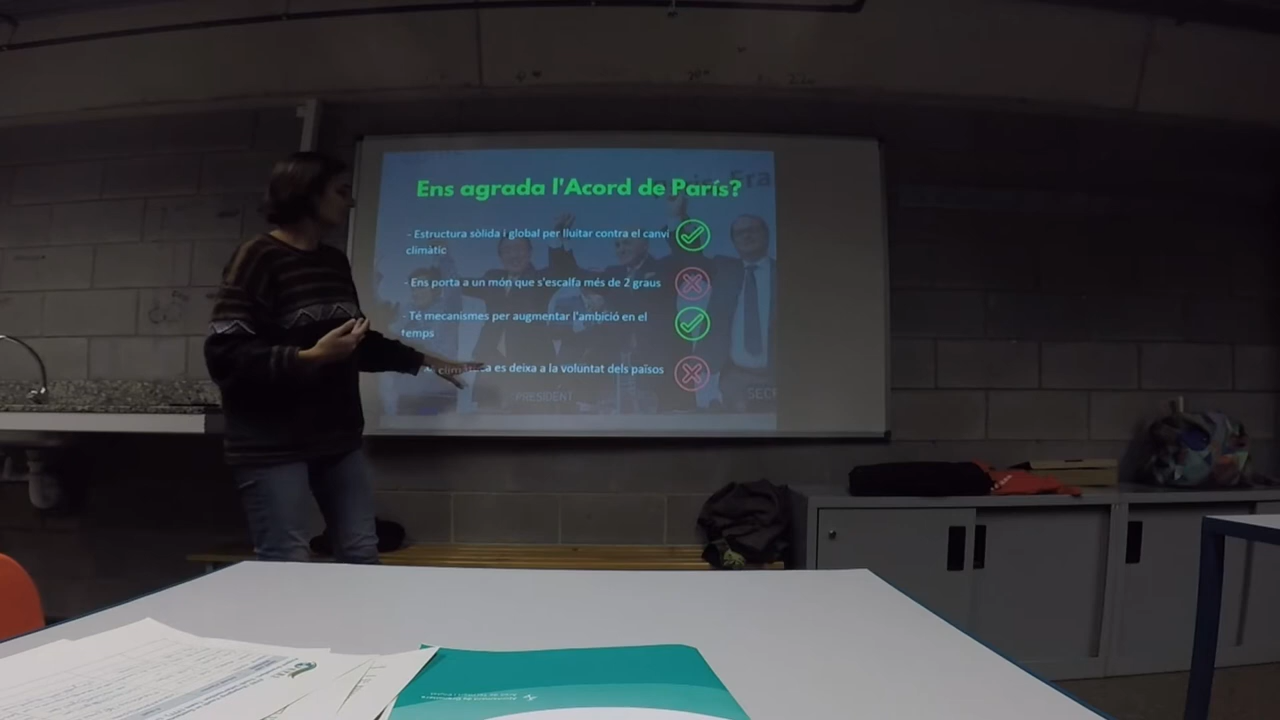 Ens agrada l'Acord de París?
- Estructura sòlida i global per lluitar contra el canvi
climàtic
- Ens porta a un món que s'escalfa més de 2 graus
- Té mecanismes per augmentar l'ambició en el
temps
es deixa a la voluntat dels països
PRESIDENT
SECR